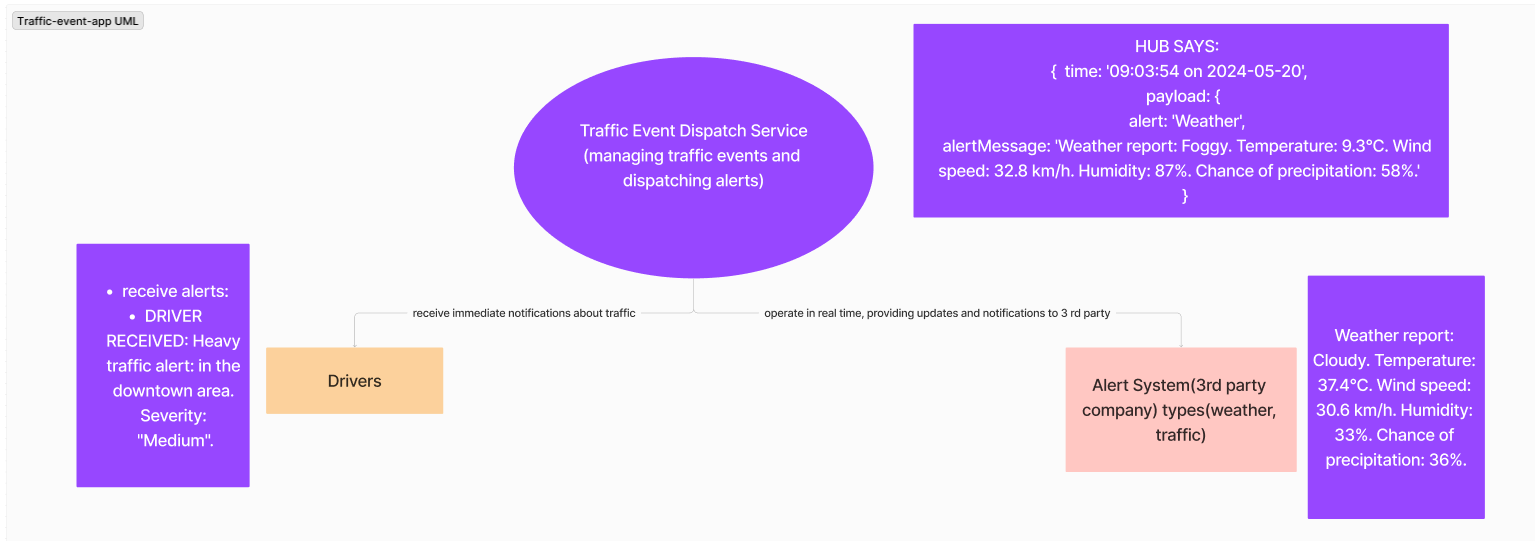 Traffic-event-app UML
HUB SAYS:
{  time: '09:03:54 on 2024-05-20',
payload: {
alert: 'Weather',
alertMessage: 'Weather report: Foggy. Temperature: 9.3°C. Wind
speed: 32.8 km/h. Humidity: 87%. Chance of precipitation: 58%.'
}
Traffic Event Dispatch Service
(managing traffic events and
dispatching alerts)
• receive alerts:
• DRIVER
RECEIVED: Heavy
traffic alert: in the
downtown area.
Severity:
"Medium".
receive immediate notifications about traffic
operate in real time, providing updates and notifications to 3 rd party
Drivers
Alert System(3rd party
company) types(weather,
traffic)
Weather report:
Cloudy. Temperature:
37.4°C. Wind speed:
30.6 km/h. Humidity:
33%. Chance of
precipitation: 36%.